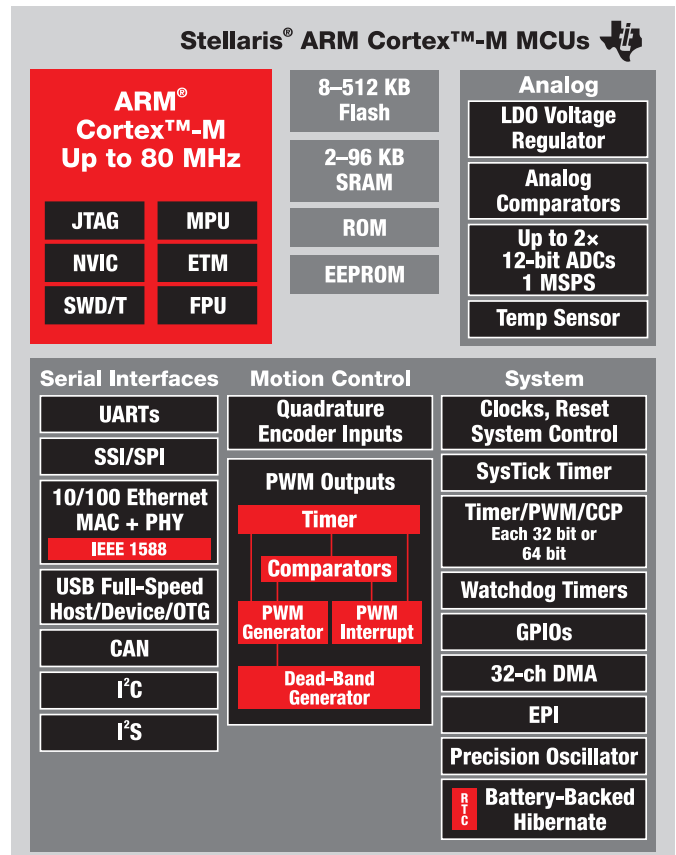 Stellaris® ARM Cortex™-M MCUs
ARM®
Cortex™-M
Up to 80 MHz
JTAG
MPU
NVIC
ETM
SWD/T
FPU
8–512 KB
Flash
2–96 KB
SRAM
ROM
EEPROM
Analog
LDO Voltage
Regulator
Analog
Comparators
Up to 2×
12-bit ADCs
1 MSPS
Temp Sensor
Serial Interfaces
UARTs
SSI/SPI
10/100 Ethernet
MAC + PHY
IEEE 1588
USB Full-Speed
Host/Device/OTG
CAN
I²C
I²S
Motion Control
Quadrature
Encoder Inputs
PWM Outputs
Timer
Comparators
PWM
Generator
PWM
Interrupt
Dead-Band
Generator
System
Clocks, Reset
System Control
SysTick Timer
Timer/PWM/CCP
Each 32 bit or
64 bit
Watchdog Timers
GPIOs
32-ch DMA
EPI
Precision Oscillator
RTC
Battery-Backed
Hibernate